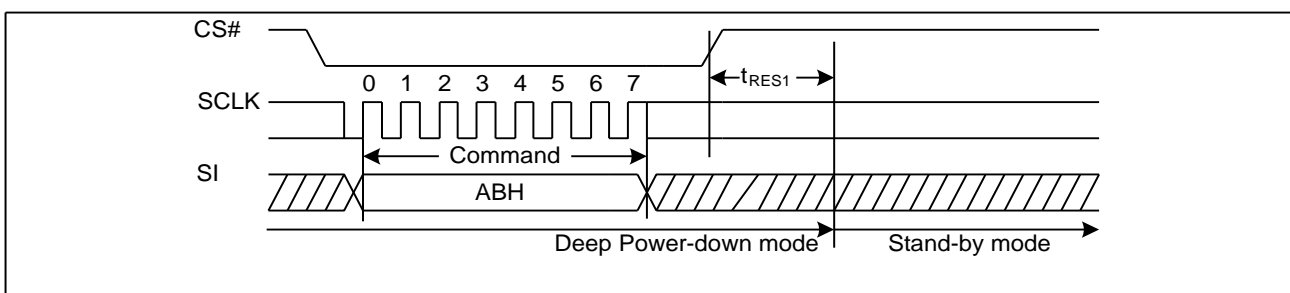 CS#
tRES1
0 1 2 3 4 5 6 7
SCLK
Command
SI
ABH
Deep Power-down mode Stand-by mode